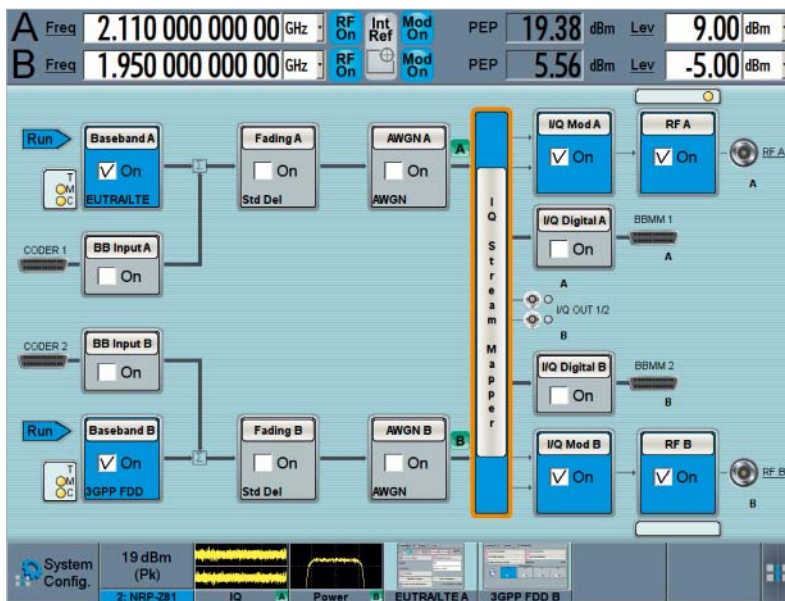 A Freq 2.110 000 000 00 GHz RF On Int Ref Mod On PEP 19.38 dBm Lev 9.00 dBm
B Freq 1.950 000 000 00 GHz RF On Mod On PEP 5.56 dBm Lev -5.00 dBm
Run
Baseband A
On
EUTRA/LTE
T
M
C
Σ
Fading A
On
Std Del
AWGN A
On
AWGN
A
I/Q Mod A
On
RF A
On
RF A
A
CODER 1
BB Input A
On
I/Q Digital A
On
BBMM 1
A
IQ Stream Mapper
A
I/Q OUT 1/2
B
CODER 2
BB Input B
On
I/Q Digital B
On
BBMM 2
B
Run
Baseband B
On
3GPP FDD
T
M
C
Σ
Fading B
On
Std Del
AWGN B
On
AWGN
B
I/Q Mod B
On
RF B
On
RF B
B
System Config.
19 dBm
(Pk)
2: NRP-Z81
IQ A
Power B
EUTRA/LTE A
3GPP FDD B